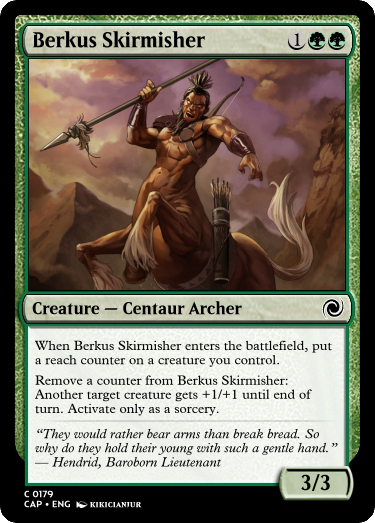 Berkus Skirmisher 1
Creature — Centaur Archer
When Berkus Skirmisher enters the battlefield, put
a reach counter on a creature you control.
Remove a counter from Berkus Skirmisher:
Another target creature gets +1/+1 until end of
turn. Activate only as a sorcery.
“They would rather bear arms than break bread. So
why do they hold their young with such a gentle hand.”
— Hendrid, Baroborn Lieutenant
3/3
C 0179
CAP • ENG KIKICIANJUR